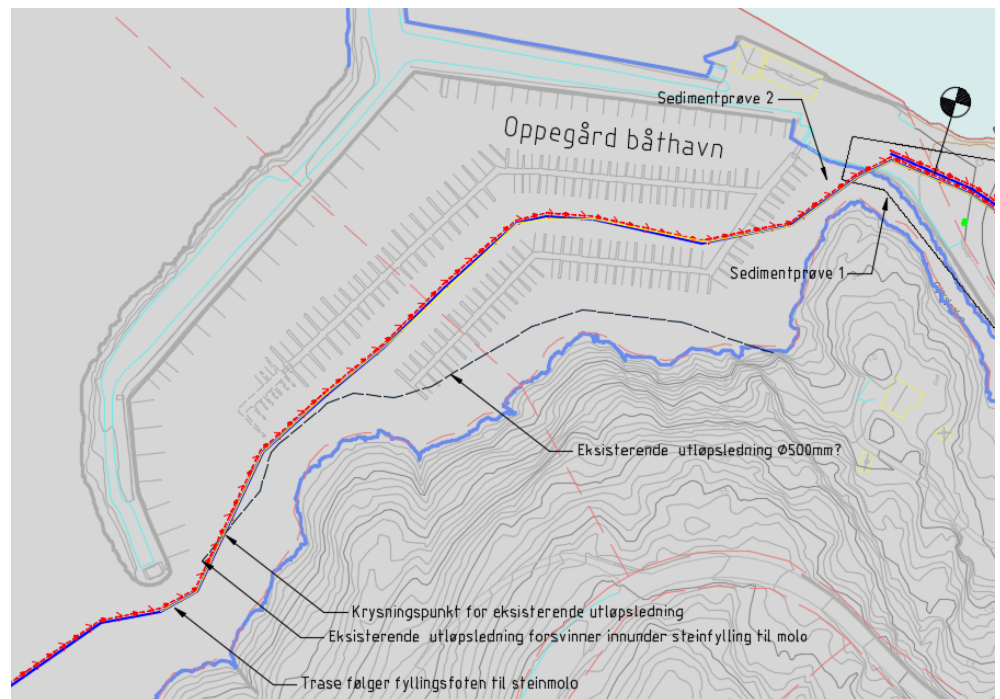 Sedimentprøve 2
Oppegård båthavn
Sedimentprøve 1
Eksisterende utløpsledning Ø500mm?
Krysningspunkt for eksisterende utløpsledning
Eksisterende utløpsledning forsvinner innunder steinfylling til molo
Trase følger fyllingsfoten til steinmolo